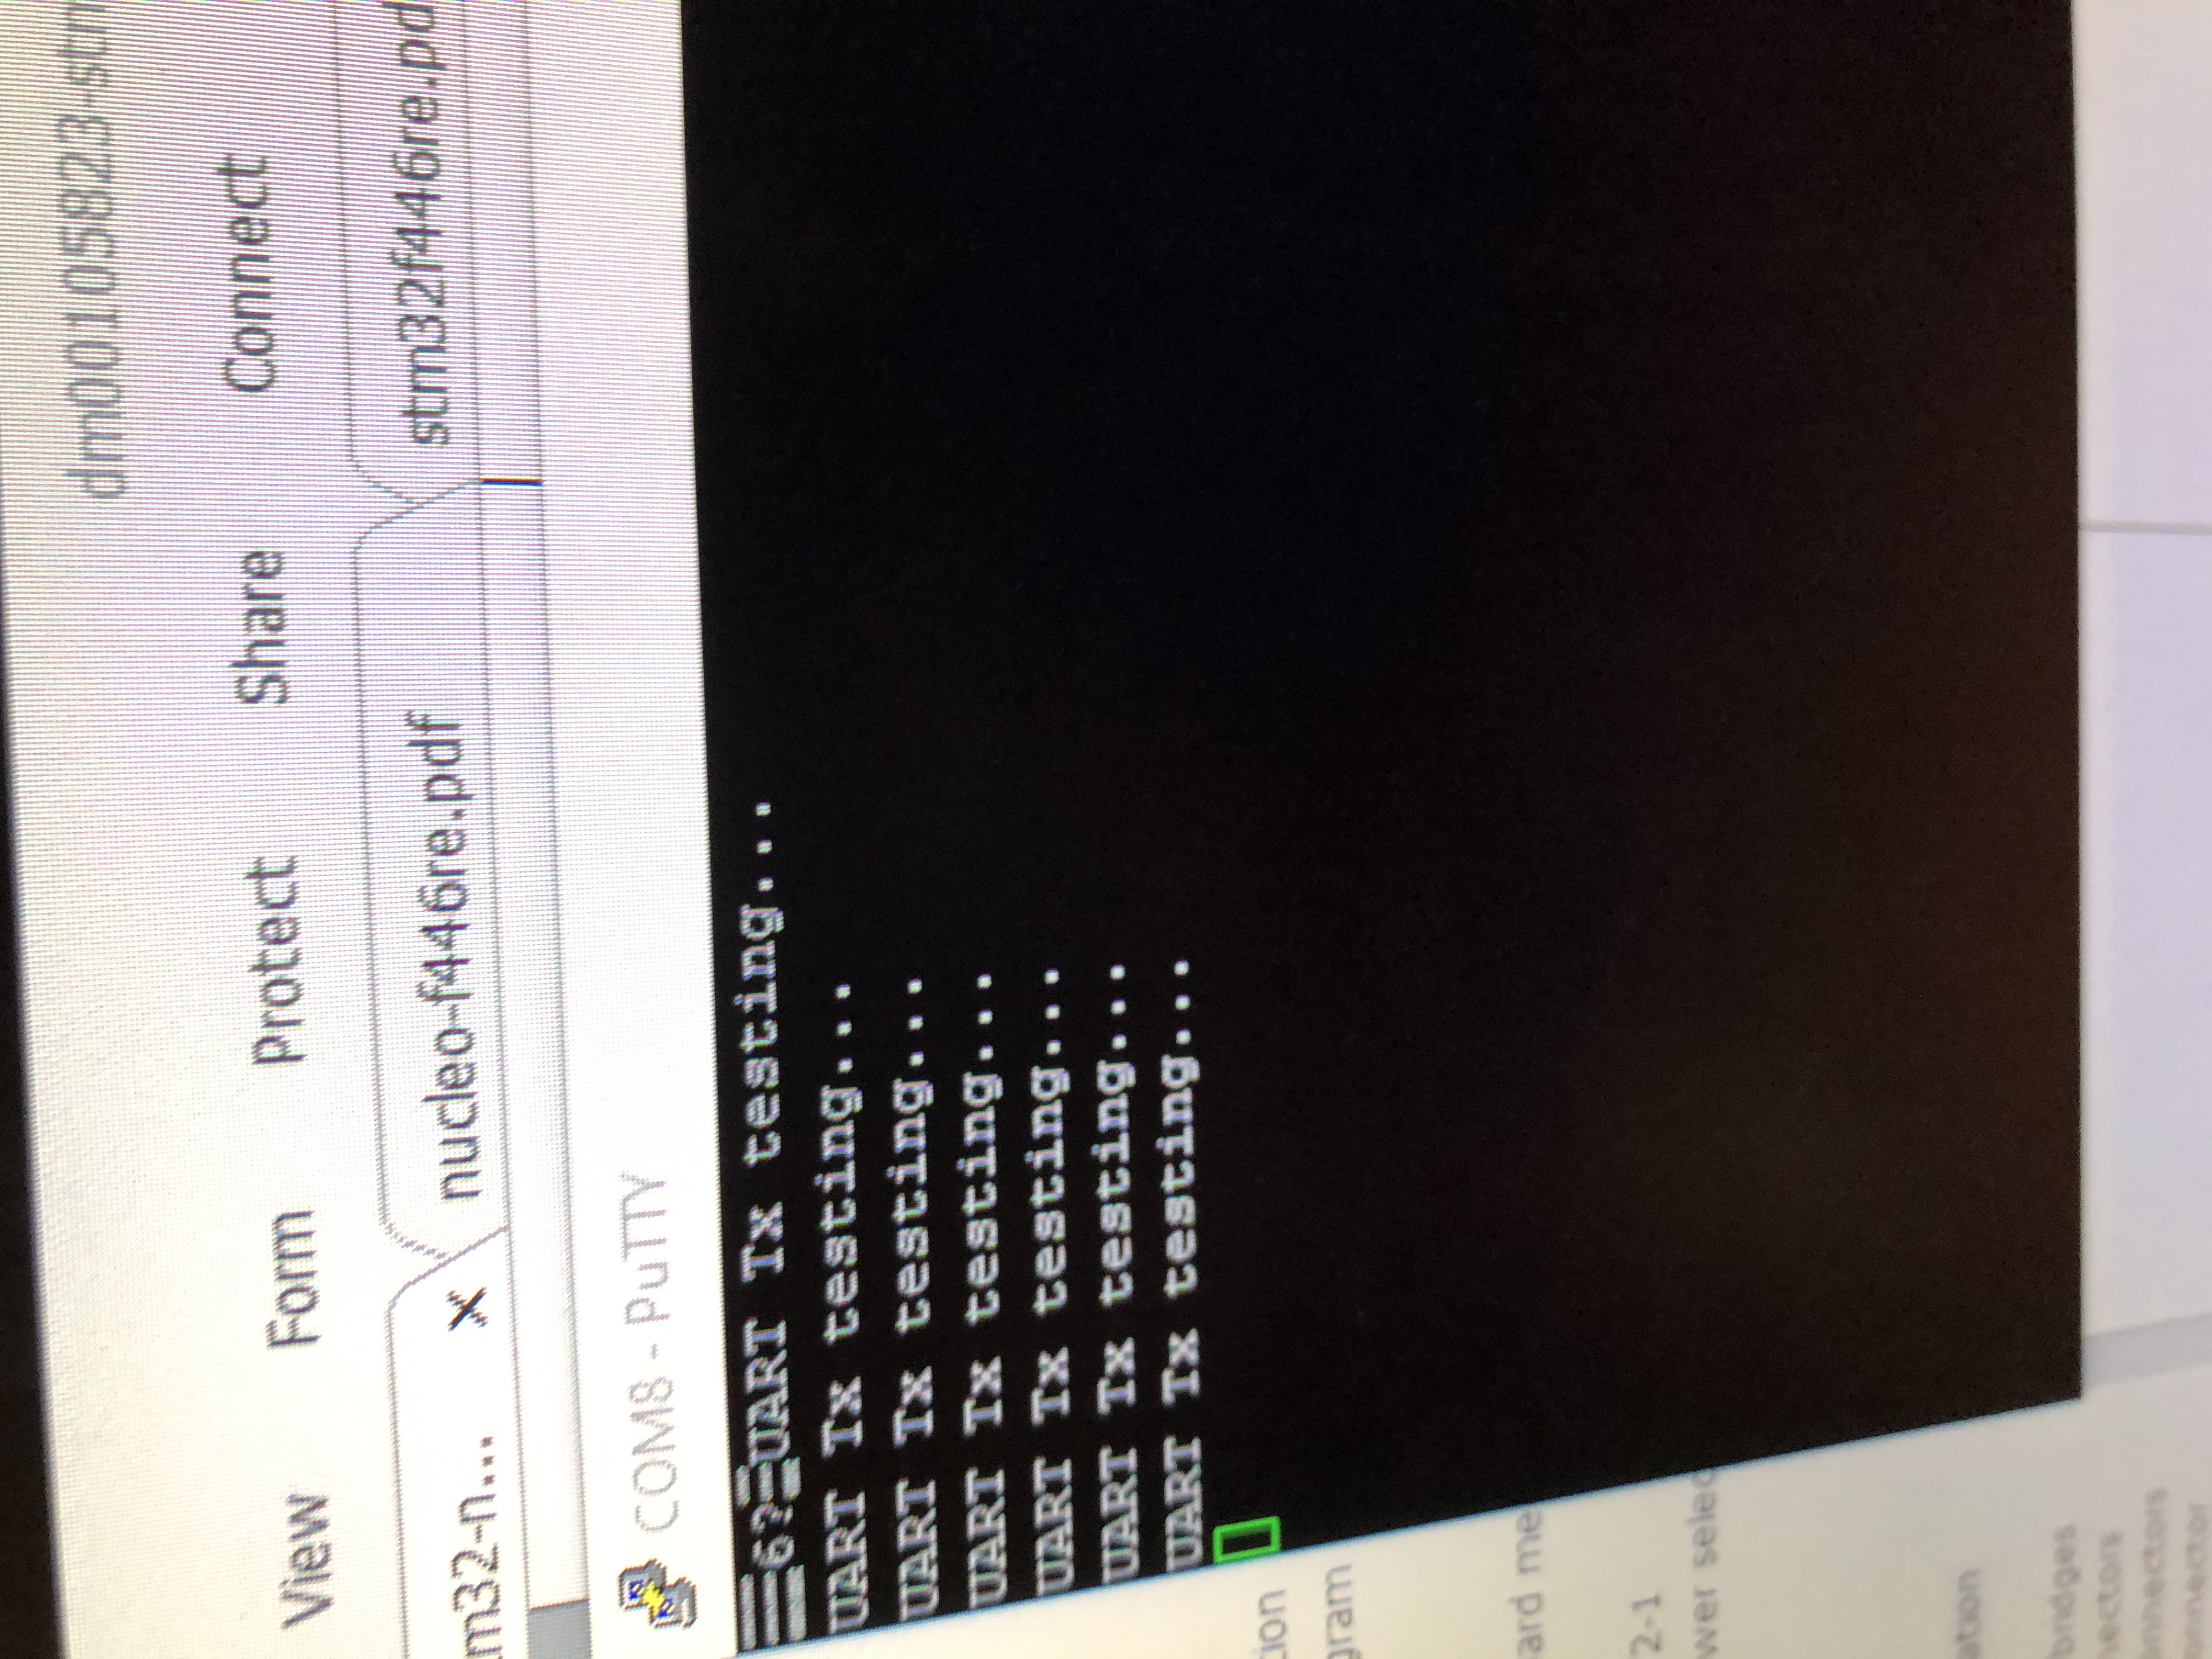 dm00105823-stm
View Form Protect Share Connect
tm32-n... nucleo-f446re.pdf stm32f446re.pd
COM8 - PuTTY
6?UART Tx testing...
UART Tx testing...
UART Tx testing...
UART Tx testing...
UART Tx testing...
UART Tx testing...
UART Tx testing...
tion
gram
ard me
2-1
wer selec
ation
bridges
nectors
onnectors
onnector